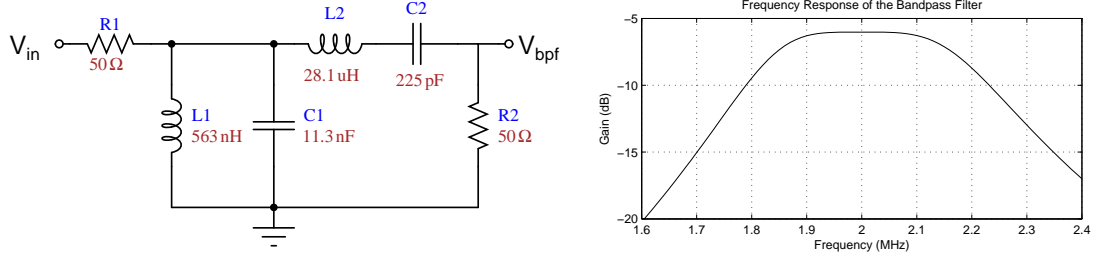 R1
V_in
50 Ω
L1
563 nH
C1
11.3 nF
L2
28.1 uH
C2
225 pF
V_bpf
R2
50 Ω
Frequency Response of the Bandpass Filter
Gain (dB)
−5
−10
−15
−20
1.6 1.7 1.8 1.9 2 2.1 2.2 2.3 2.4
Frequency (MHz)